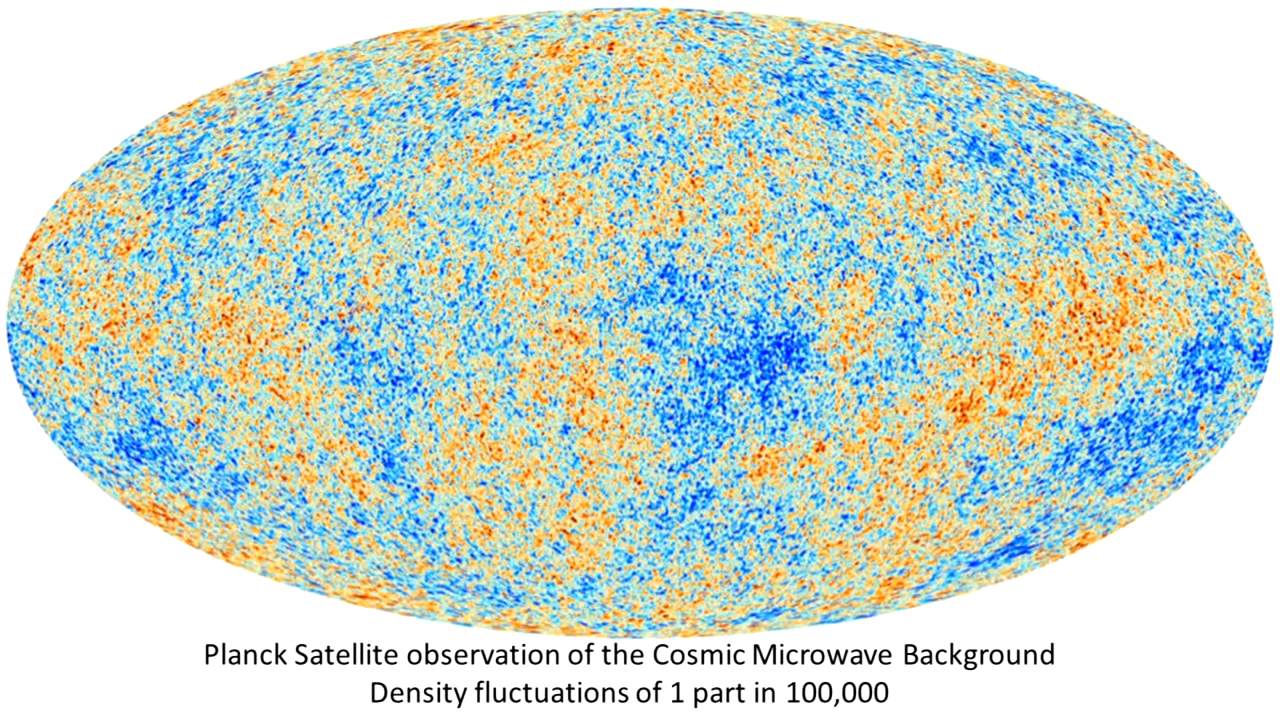 Planck Satellite observation of the Cosmic Microwave Background
Density fluctuations of 1 part in 100,000